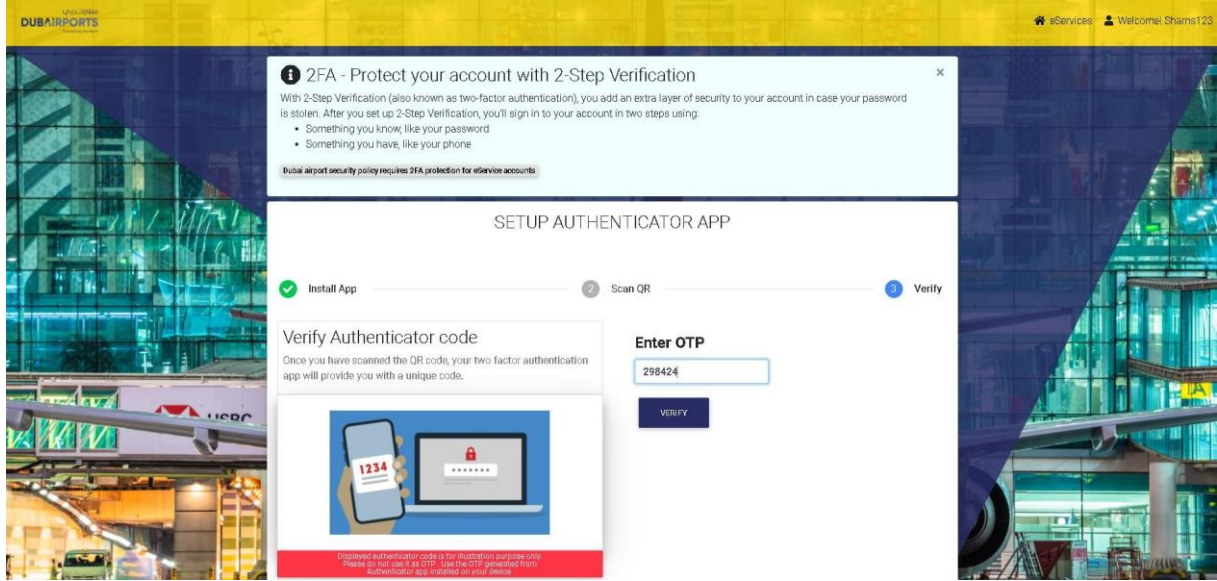 DUBAIRPORTS
eServices Welcome! Shams123
2FA - Protect your account with 2-Step Verification
×
With 2-Step Verification (also known as two-factor authentication), you add an extra layer of security to your account in case your password
is stolen. After you set up 2-Step Verification, you'll sign in to your account in two steps using:
• Something you know, like your password
• Something you have, like your phone
Dubai airport security policy requires 2FA protection for eService accounts
SETUP AUTHENTICATOR APP
Install App
2 Scan QR
3 Verify
Verify Authenticator code
Once you have scanned the QR code, your two factor authentication
app will provide you with a unique code.
1234
Displayed authenticator code is for illustration purpose only.
Please do not use it as OTP. Use the OTP generated from
Authenticator app installed on your device.
Enter OTP
298424
VERIFY